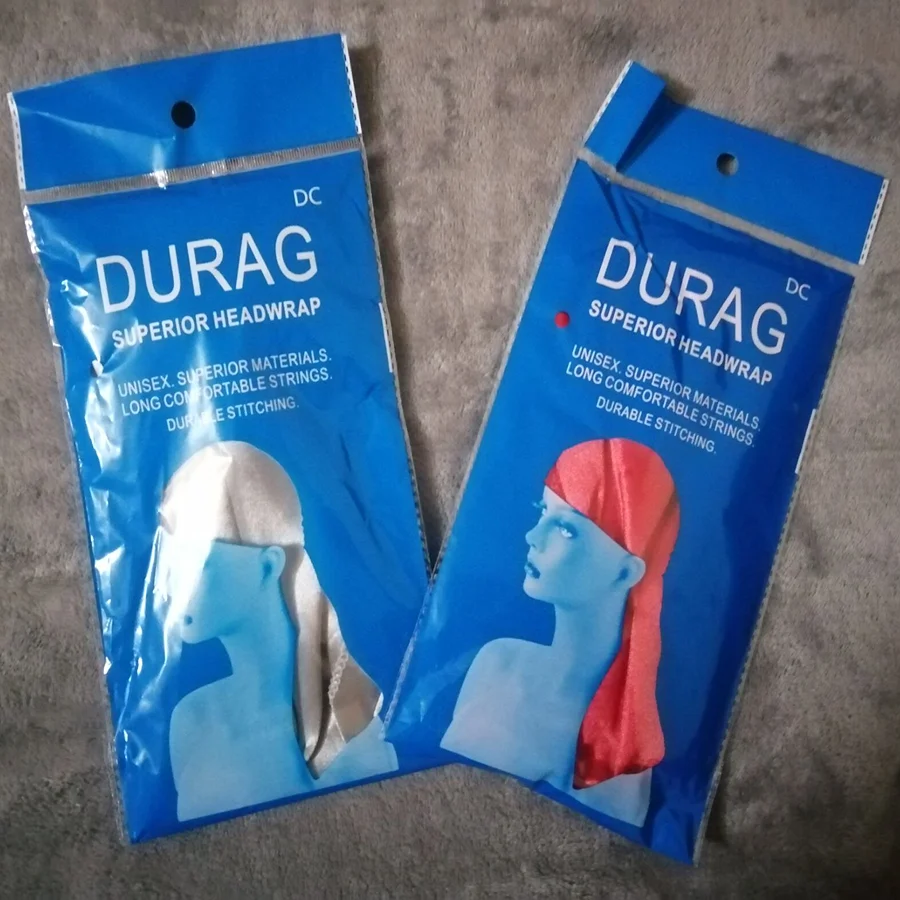 DC
DURAG
SUPERIOR HEADWRAP
UNISEX. SUPERIOR MATERIALS.
LONG COMFORTABLE STRINGS.
DURABLE STITCHING.
DC
DURAG
SUPERIOR HEADWRAP
UNISEX. SUPERIOR MATERIALS.
LONG COMFORTABLE STRINGS.
DURABLE STITCHING.